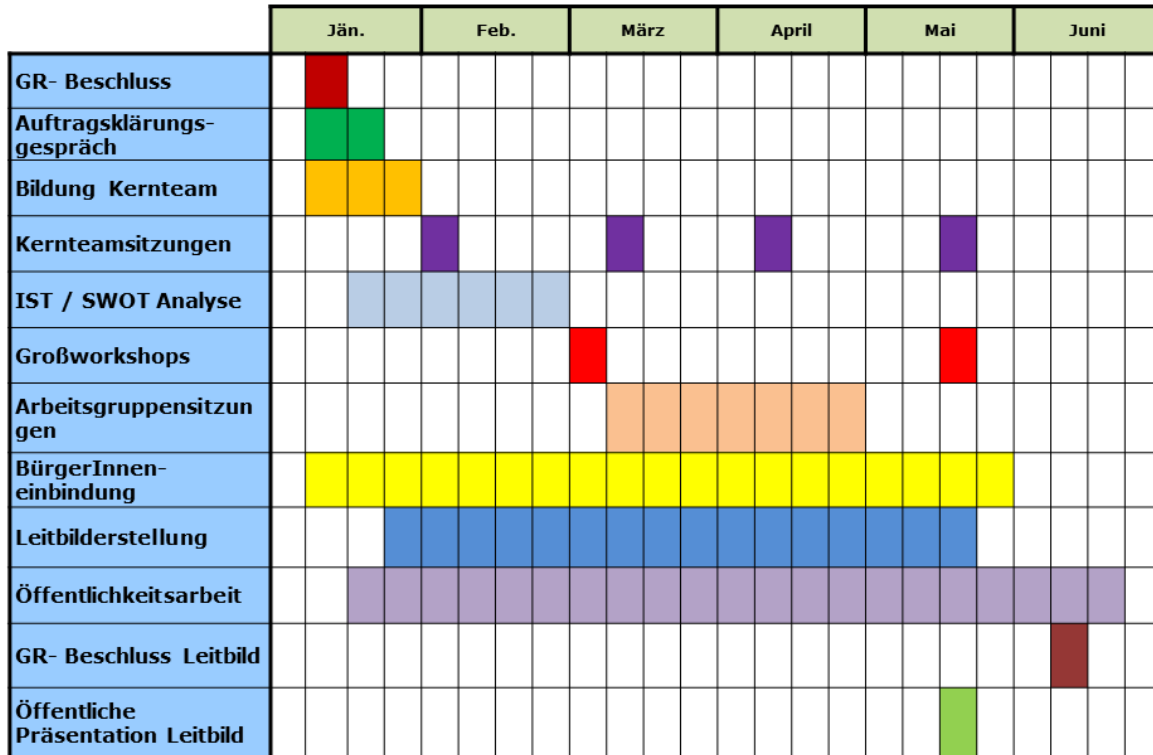 Jän. Feb. März April Mai Juni
GR- Beschluss
Auftragsklärungs-
gespräch
Bildung Kernteam
Kernteamsitzungen
IST / SWOT Analyse
Großworkshops
Arbeitsgruppensitzun
gen
BürgerInnen-
einbindung
Leitbilderstellung
Öffentlichkeitsarbeit
GR- Beschluss Leitbild
Öffentliche
Präsentation Leitbild